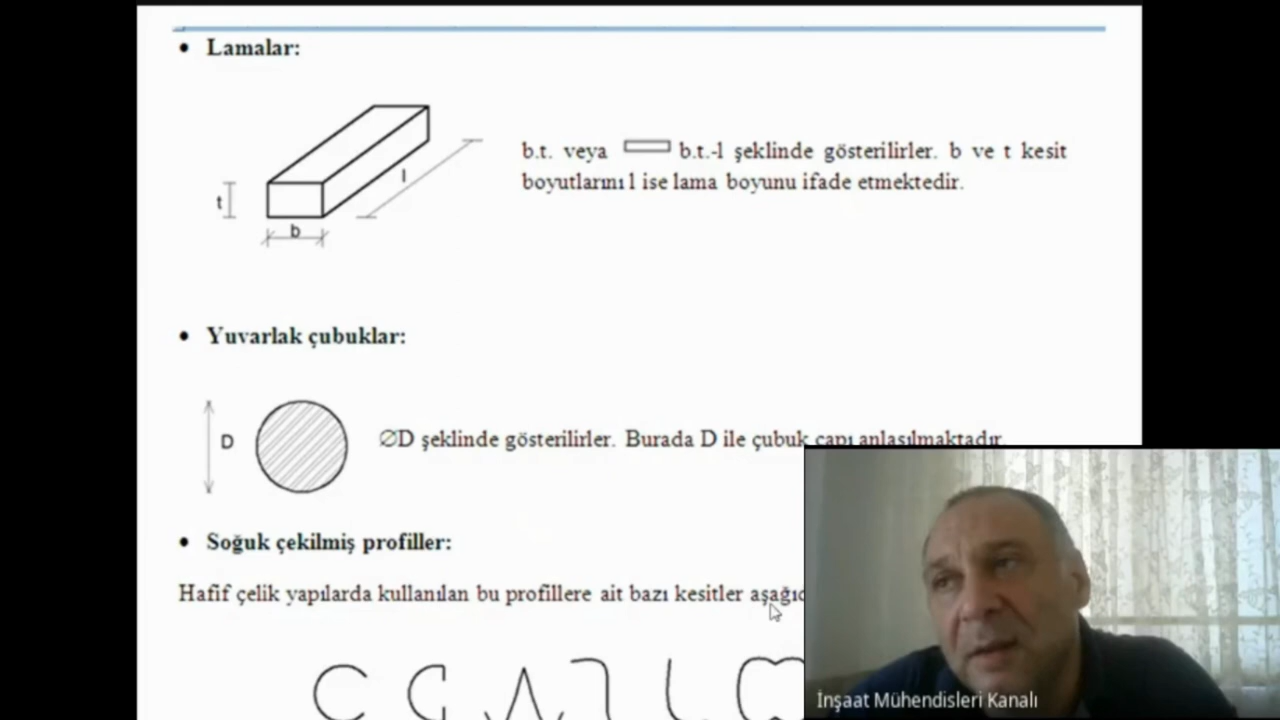 • Lamalar:
b.t. veya b.t.-l şeklinde gösterilirler. b ve t kesit
boyutlarını l ise lama boyunu ifade etmektedir.
t
l
b
• Yuvarlak çubuklar:
D
ØD şeklinde gösterilirler. Burada D ile çubuk çapı anlaşılmaktadır.
• Soğuk çekilmiş profiller:
Hafif çelik yapılarda kullanılan bu profillere ait bazı kesitler
İnşaat Mühendisleri Kanalı